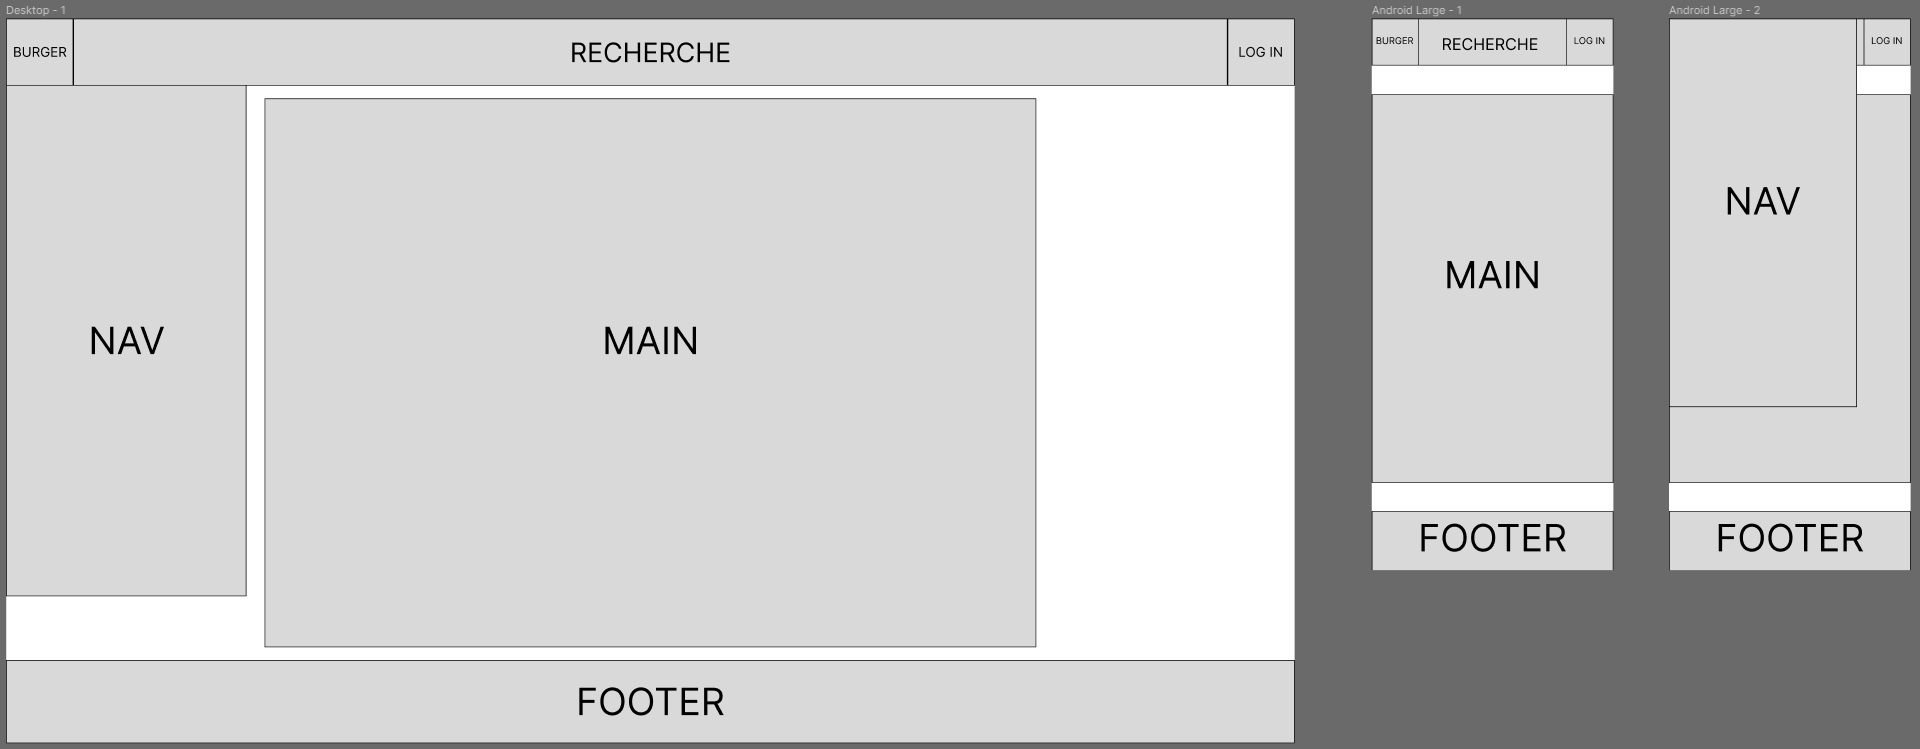 Desktop - 1
BURGER
RECHERCHE
LOG IN
NAV
MAIN
FOOTER
Android Large - 1
BURGER
RECHERCHE
LOG IN
MAIN
FOOTER
Android Large - 2
LOG IN
NAV
FOOTER